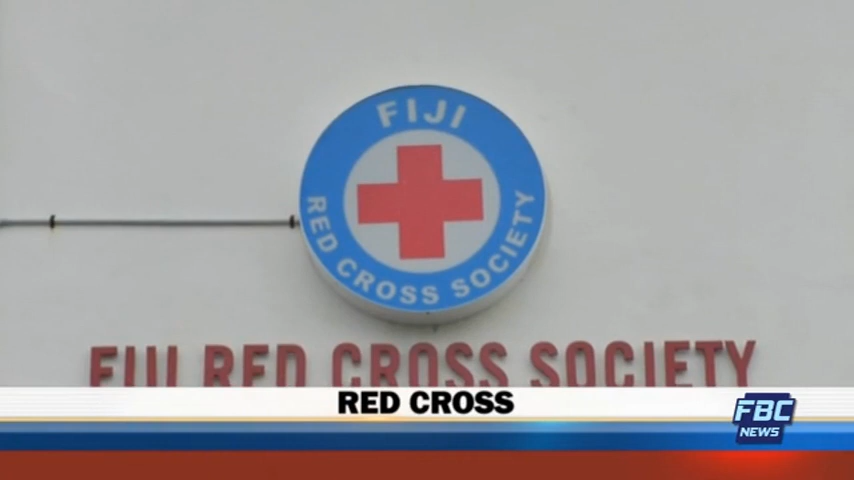 FIJI
RED CROSS SOCIETY
FIJI RED CROSS SOCIETY
RED CROSS
FBC
NEWS